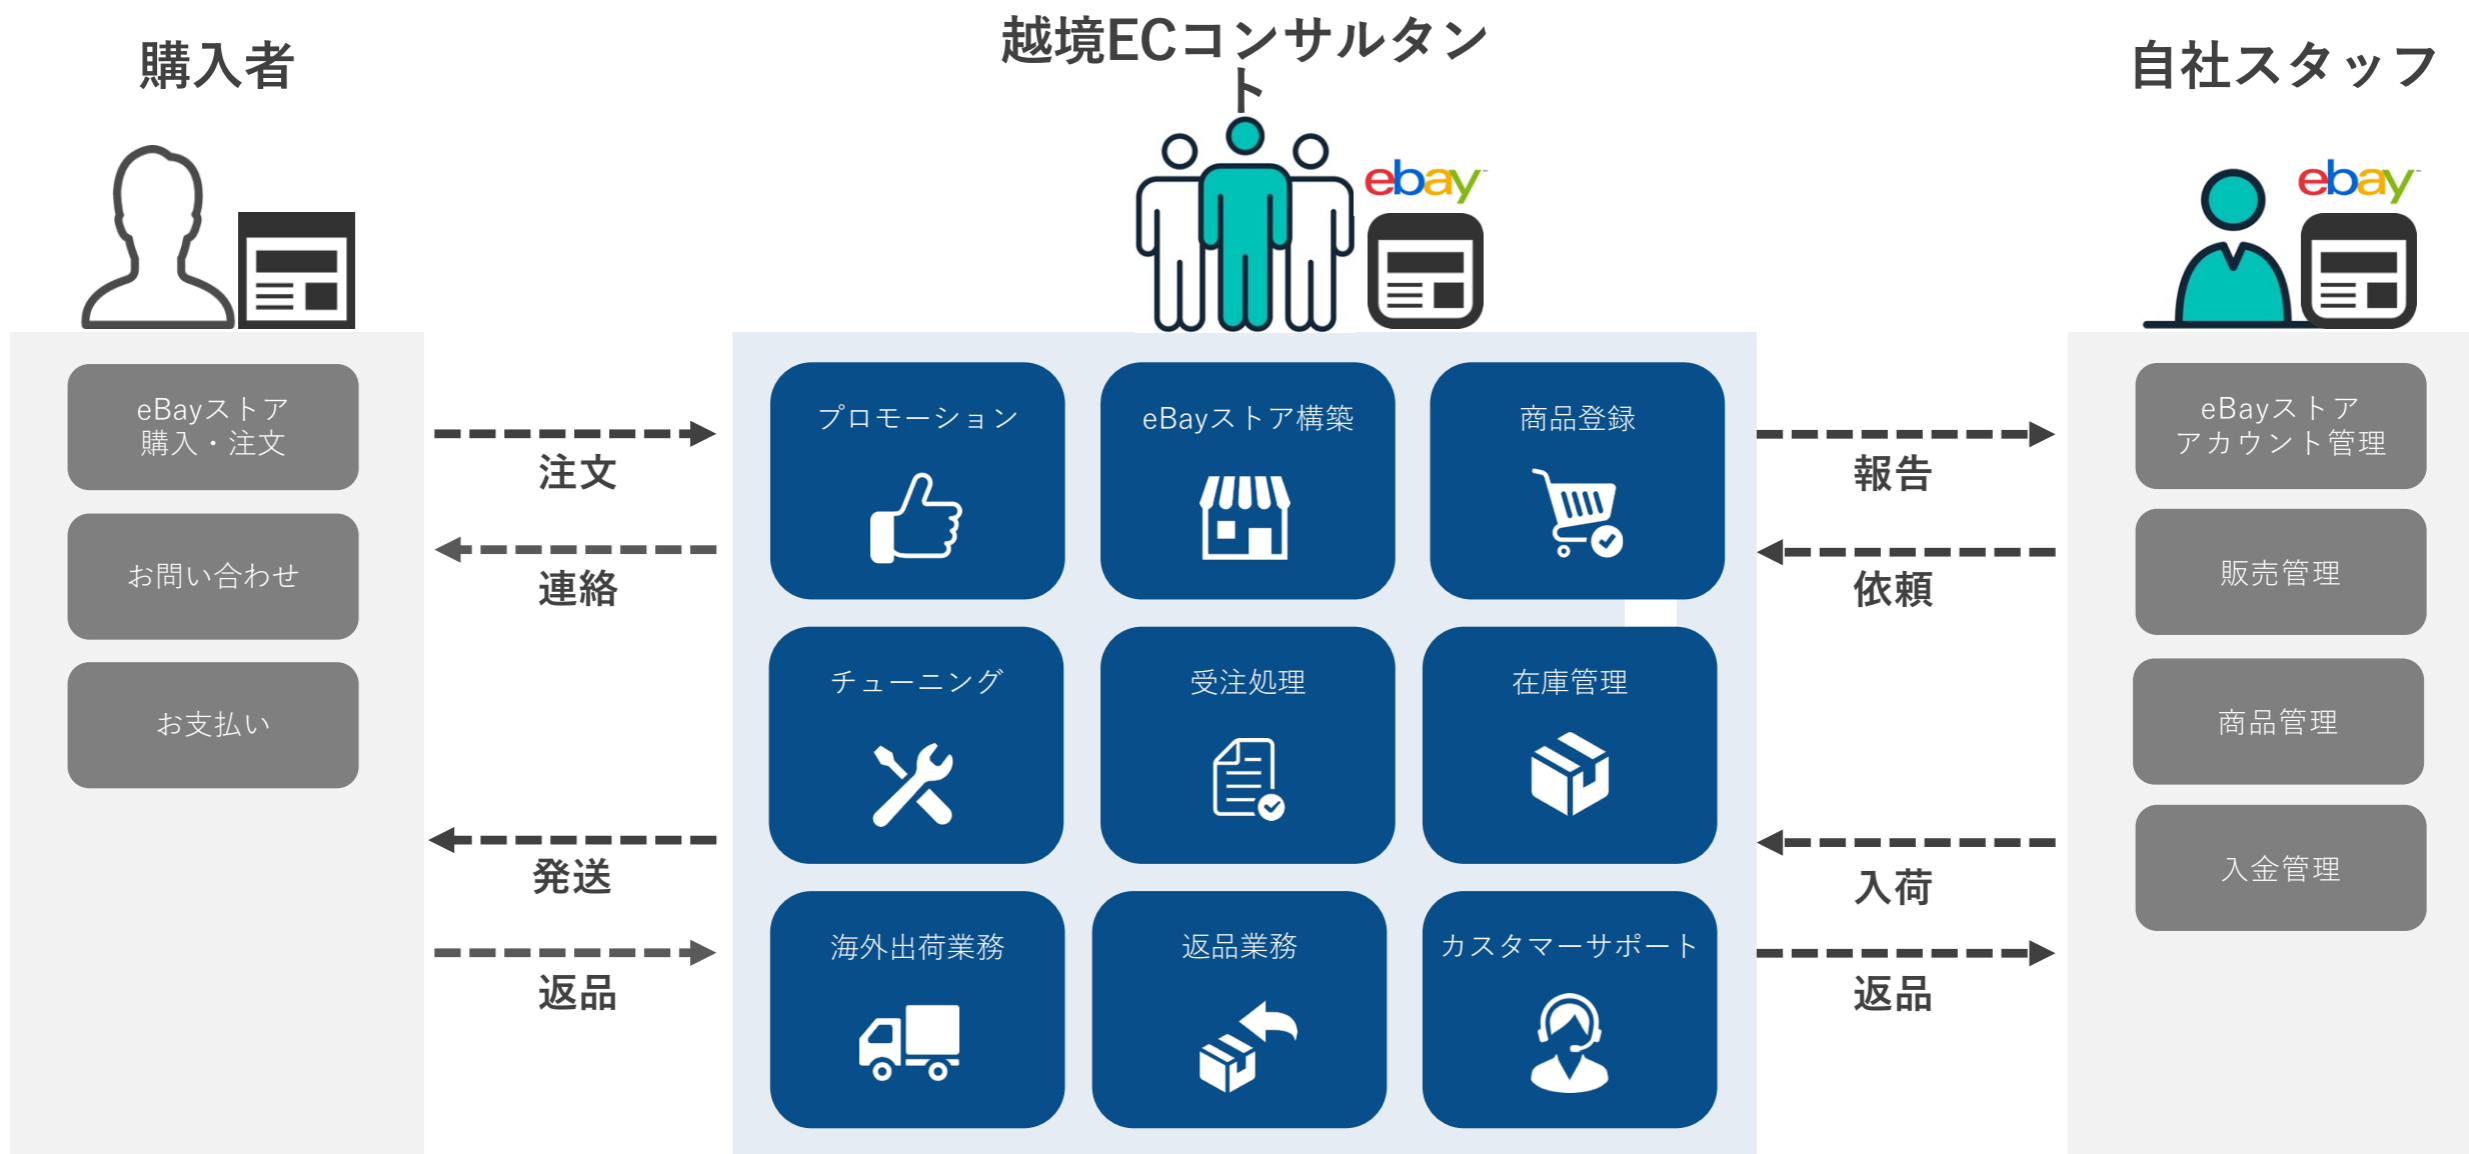 購入者
越境ECコンサルタン
ト
自社スタッフ
ebay
ebay
eBayストア
購入・注文
お問い合わせ
お支払い
注文
連絡
発送
返品
プロモーション
eBayストア構築
商品登録
チューニング
受注処理
在庫管理
海外出荷業務
返品業務
カスタマーサポート
報告
依頼
入荷
返品
eBayストア
アカウント管理
販売管理
商品管理
入金管理